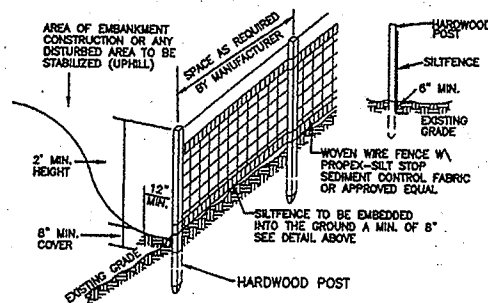 AREA OF EMBANKMENT
CONSTRUCTION OR ANY
DISTURBED AREA TO BE
STABILIZED (UPHILL)
SPACE AS REQUIRED
BY MANUFACTURER
HARDWOOD
POST
SILTFENCE
6" MIN.
EXISTING
GRADE
2' MIN.
HEIGHT
12"
MIN.
8" MIN.
COVER
EXISTING GRADE
WOVEN WIRE FENCE W\
PROPEX-SILT STOP
SEDIMENT CONTROL FABRIC
OR APPROVED EQUAL
SILTFENCE TO BE EMBEDDED
INTO THE GROUND A MIN. OF 8"
SEE DETAIL ABOVE
HARDWOOD POST